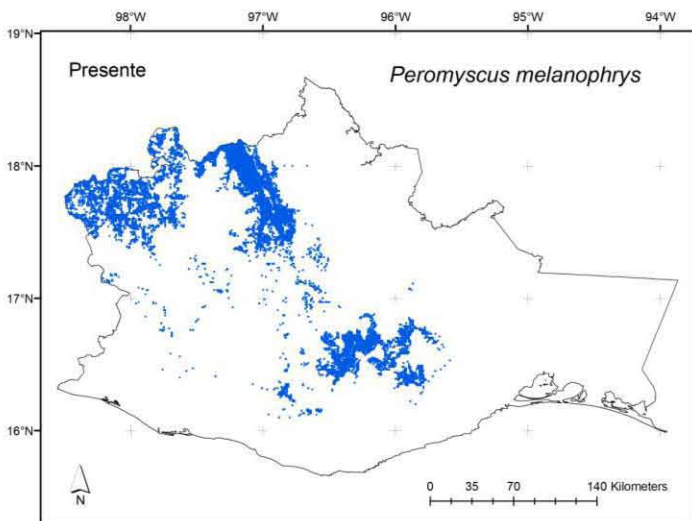 98°W 97°W 96°W 95°W 94°W
19°N
Presente Peromyscus melanophrys
18°N
17°N
16°N
N
0 35 70 140 Kilometers